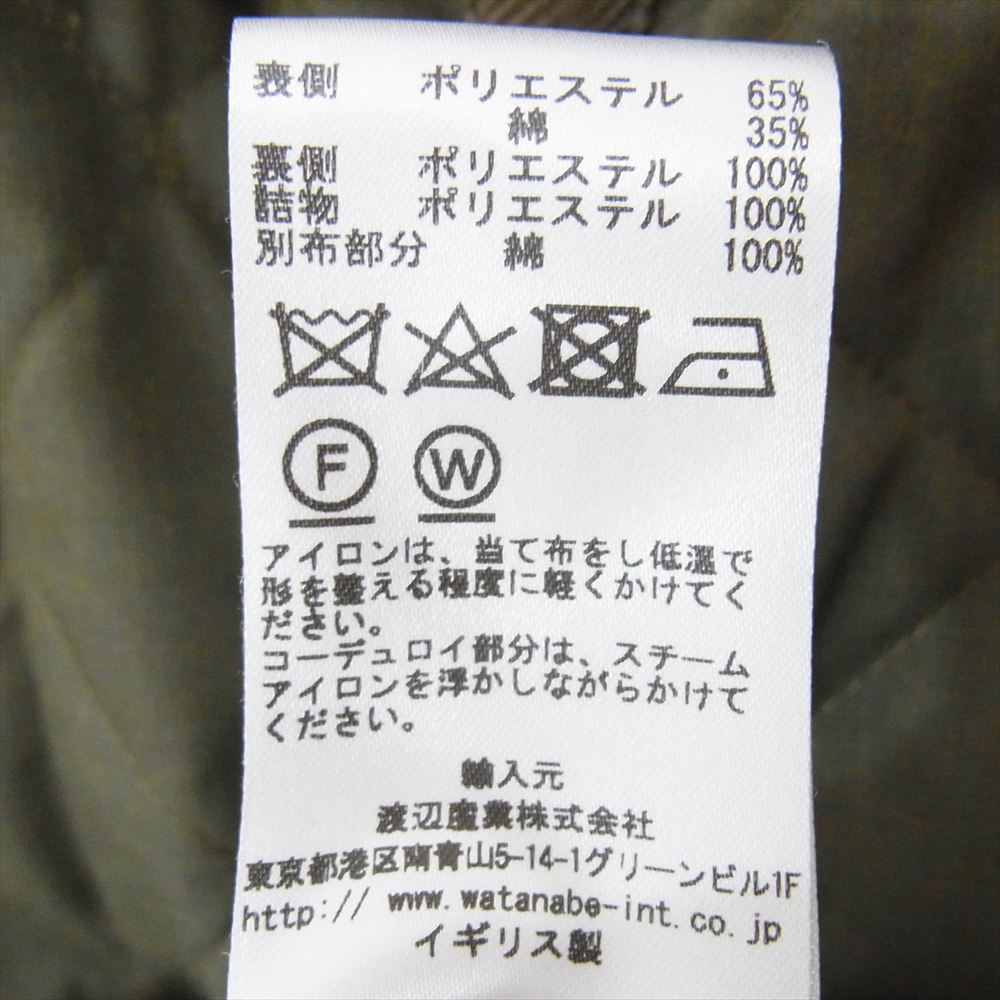 表側 ポリエステル 65%
綿 35%
裏側 ポリエステル 100%
詰物 ポリエステル 100%
別布部分 綿 100%
F W
アイロンは、当て布をし低温で
形を整える程度に軽くかけてく
ださい。
コーデュロイ部分は、スチーム
アイロンを浮かしながらかけて
ください。
輸入元
渡辺産業株式会社
東京都港区南青山5-14-1グリーンビル1F
http:// www.watanabe-int.co.jp
イギリス製